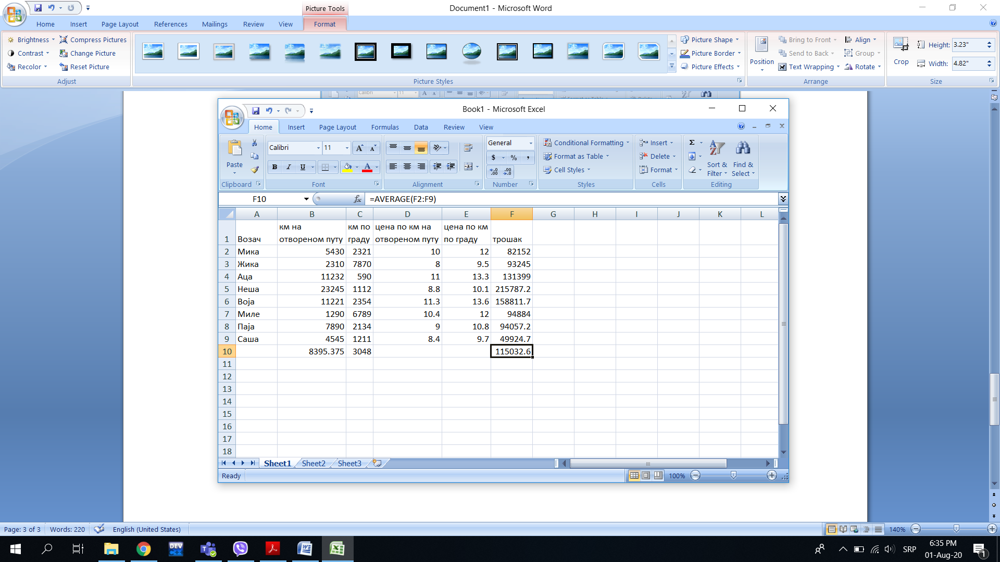 Picture Tools
Document1 - Microsoft Word
Home Insert Page Layout References Mailings Review View Format
Brightness Compress Pictures
Contrast Change Picture
Recolor Reset Picture
Adjust
Picture Styles
Picture Shape
Picture Border
Picture Effects
Position
Bring to Front Align
Send to Back Group
Text Wrapping Rotate
Arrange
Crop
Height: 3.23"
Width: 4.82"
Size
Calibri 11
Book1 - Microsoft Excel
Home Insert Page Layout Formulas Data Review View
Paste
Clipboard
Calibri 11
B I U
Font
Alignment
General
$ % ,
Number
Conditional Formatting
Format as Table
Cell Styles
Styles
Insert
Delete
Format
Cells
Σ
Sort & Filter
Find & Select
Editing
F10 fx =AVERAGE(F2:F9)
A B C D E F G H I J K L
1 Возач км на отвореном путу км по граду цена по км на отвореном путу цена по км по граду трошак
2 Мика 5430 2321 10 12 82152
3 Жика 2310 7870 8 9.5 93245
4 Аца 11232 590 11 13.3 131399
5 Неша 23245 1112 8.8 10.1 215787.2
6 Воја 11221 2354 11.3 13.6 158811.7
7 Миле 1290 6789 10.4 12 94884
8 Паја 7890 2134 9 10.8 94057.2
9 Саша 4545 1211 8.4 9.7 49924.7
10 8395.375 3048 115032.6
11
12
13
14
15
16
17
18
Sheet1 Sheet2 Sheet3
Ready 100%
Page: 3 of 3 Words: 220 English (United States) 140%
DEV
SRP
6:35 PM
01-Aug-20
1